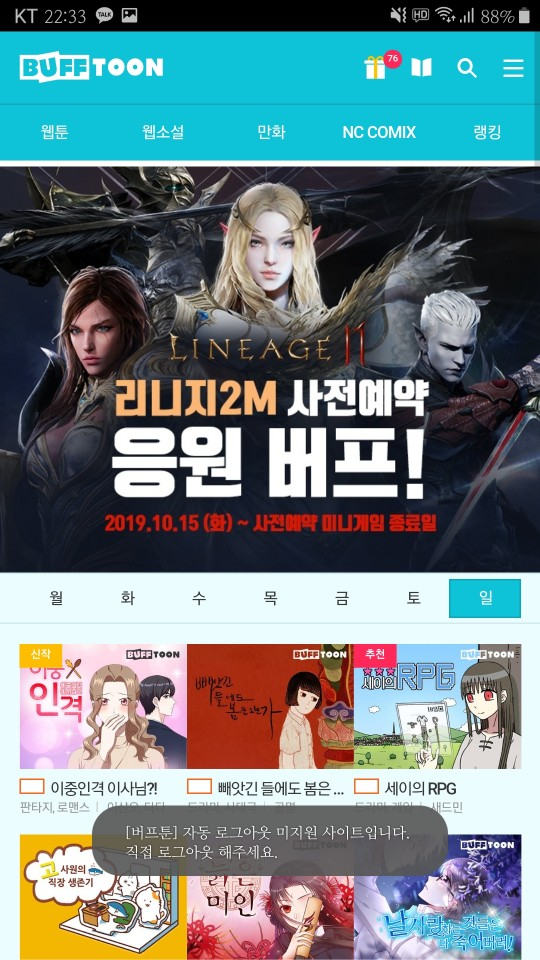 KT 22:33 TALK HD 88%
BUFFTOON
76
웹툰 웹소설 만화 NC COMIX 랭킹
LINEAGE II
리니지2M 사전예약
응원 버프!
2019.10.15 (화) ~ 사전예약 미니게임 종료일
월 화 수 목 금 토 일
신작 BUFFTOON BUFFTOON 추천 BUFFTOON
이중
인격
빼앗긴
들에도
봄은 오는가
세이의 RPG
이중인격 이사님?! 빼앗긴 들에도 봄은 ... 세이의 RPG
판타지, 로맨스
[버프툰] 자동 로그아웃 미지원 사이트입니다.
직접 로그아웃 해주세요.
BUFFTOON
고사원의
직장 생존기
미인
날 사랑하는 자들은
다 죽어버려!